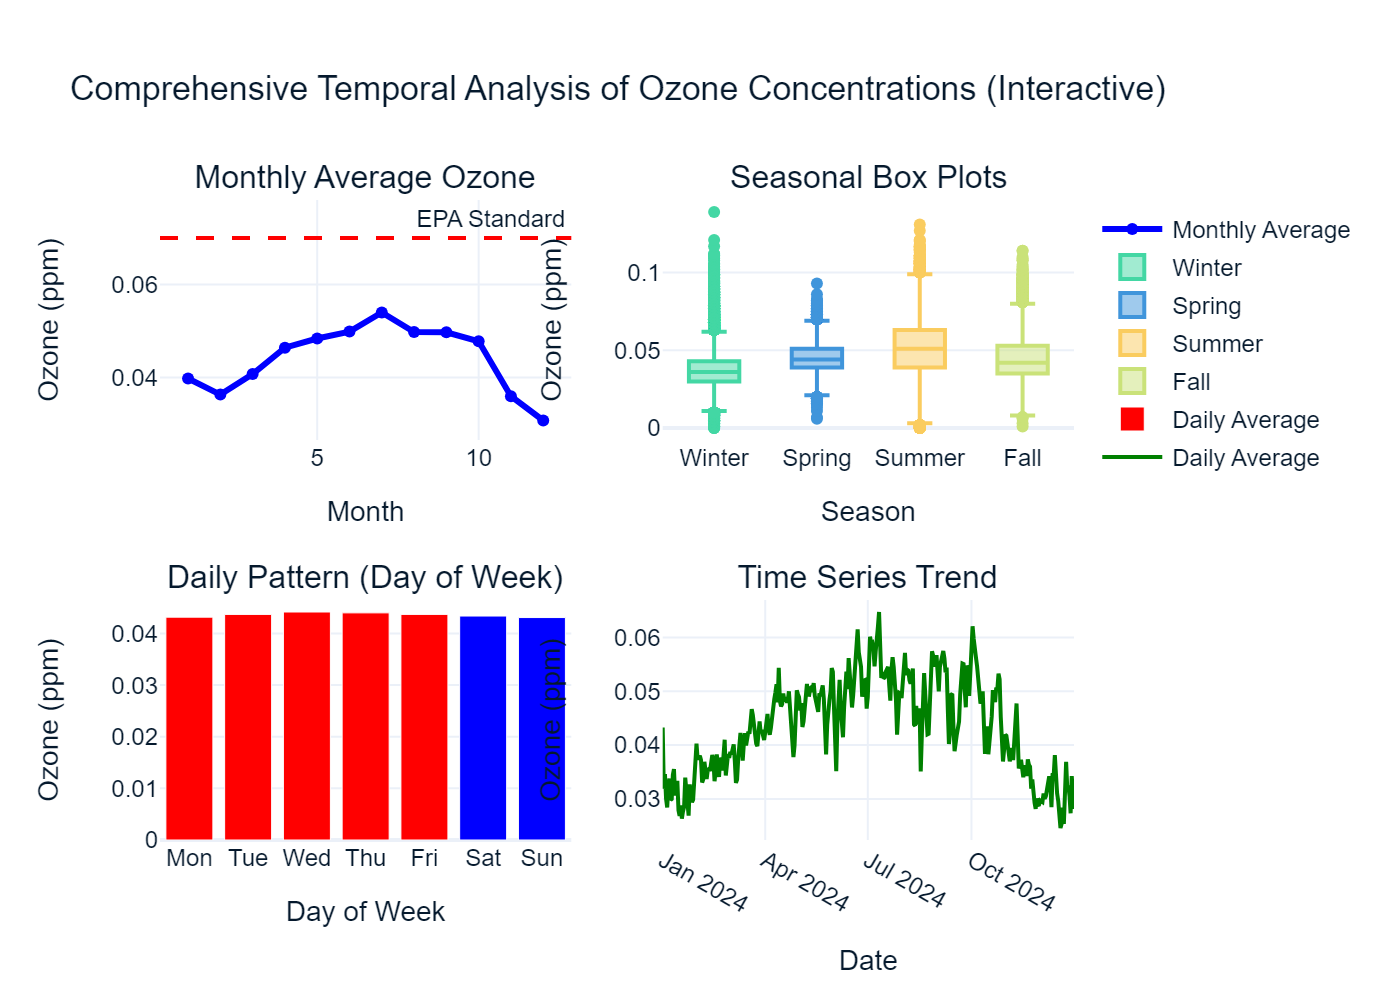 Comprehensive Temporal Analysis of Ozone Concentrations (Interactive)
Monthly Average Ozone
EPA Standard
Ozone (ppm)
0.06
0.04
5
10
Month
Seasonal Box Plots
Ozone (ppm)
0.1
0.05
0
Winter
Spring
Summer
Fall
Season
Monthly Average
Winter
Spring
Summer
Fall
Daily Average
Daily Average
Daily Pattern (Day of Week)
Ozone (ppm)
0.04
0.03
0.02
0.01
0
Mon
Tue
Wed
Thu
Fri
Sat
Sun
Day of Week
Time Series Trend
Ozone (ppm)
0.06
0.05
0.04
0.03
Jan 2024
Apr 2024
Jul 2024
Oct 2024
Date